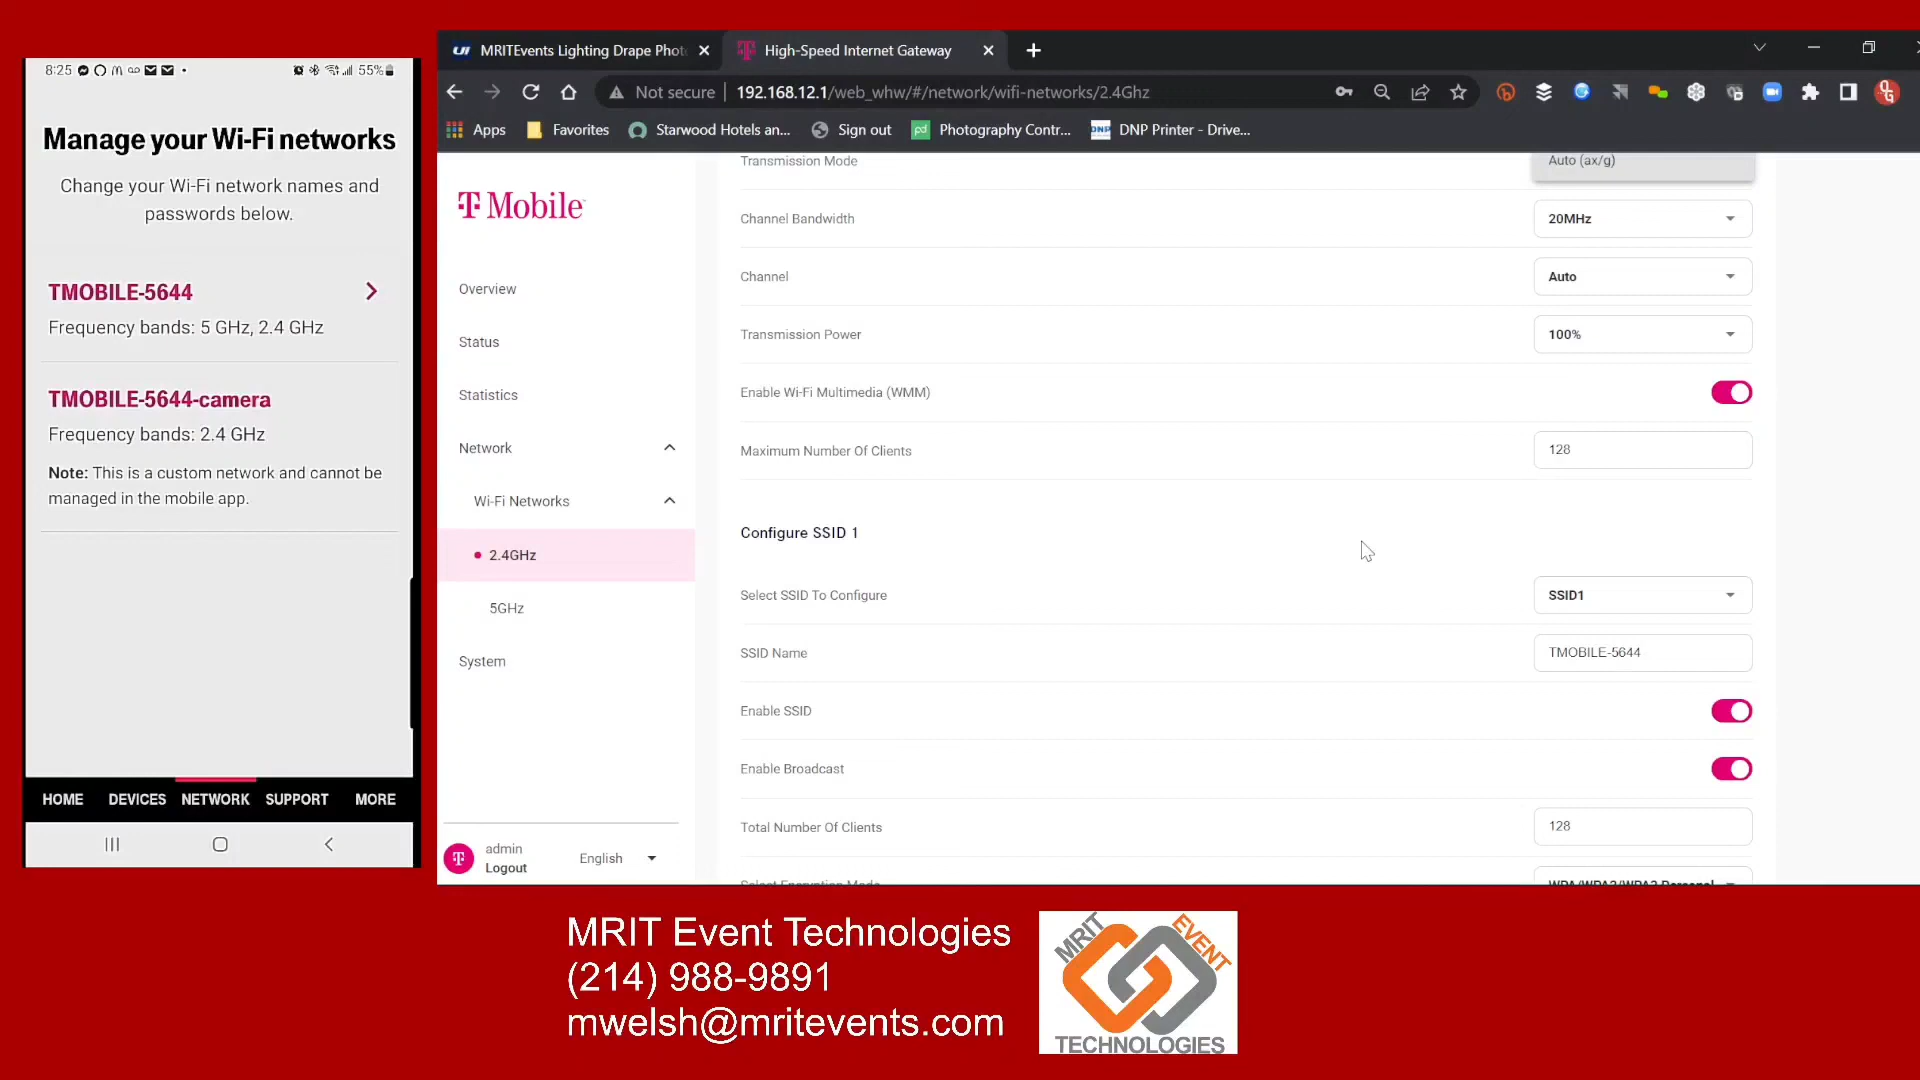 8:25
55%
Manage your Wi-Fi networks
Change your Wi-Fi network names and
passwords below.
TMOBILE-5644
Frequency bands: 5 GHz, 2.4 GHz
TMOBILE-5644-camera
Frequency bands: 2.4 GHz
Note: This is a custom network and cannot be
managed in the mobile app.
HOME DEVICES NETWORK SUPPORT MORE
MRITEvents Lighting Drape Phot
High-Speed Internet Gateway
Not secure 192.168.12.1/web_whw/#/network/wifi-networks/2.4Ghz
Apps Favorites Starwood Hotels an... Sign out pd Photography Contr... DNP DNP Printer - Drive...
T Mobile
Overview
Status
Statistics
Network
Wi-Fi Networks
2.4GHz
5GHz
System
admin
Logout
English
Transmission Mode Auto (ax/g)
Channel Bandwidth 20MHz
Channel Auto
Transmission Power 100%
Enable Wi-Fi Multimedia (WMM)
Maximum Number Of Clients 128
Configure SSID 1
Select SSID To Configure SSID1
SSID Name TMOBILE-5644
Enable SSID
Enable Broadcast
Total Number Of Clients 128
Select Encryption Mode
MRIT Event Technologies
(214) 988-9891
mwelsh@mritevents.com
MRIT
EVENT
TECHNOLOGIES